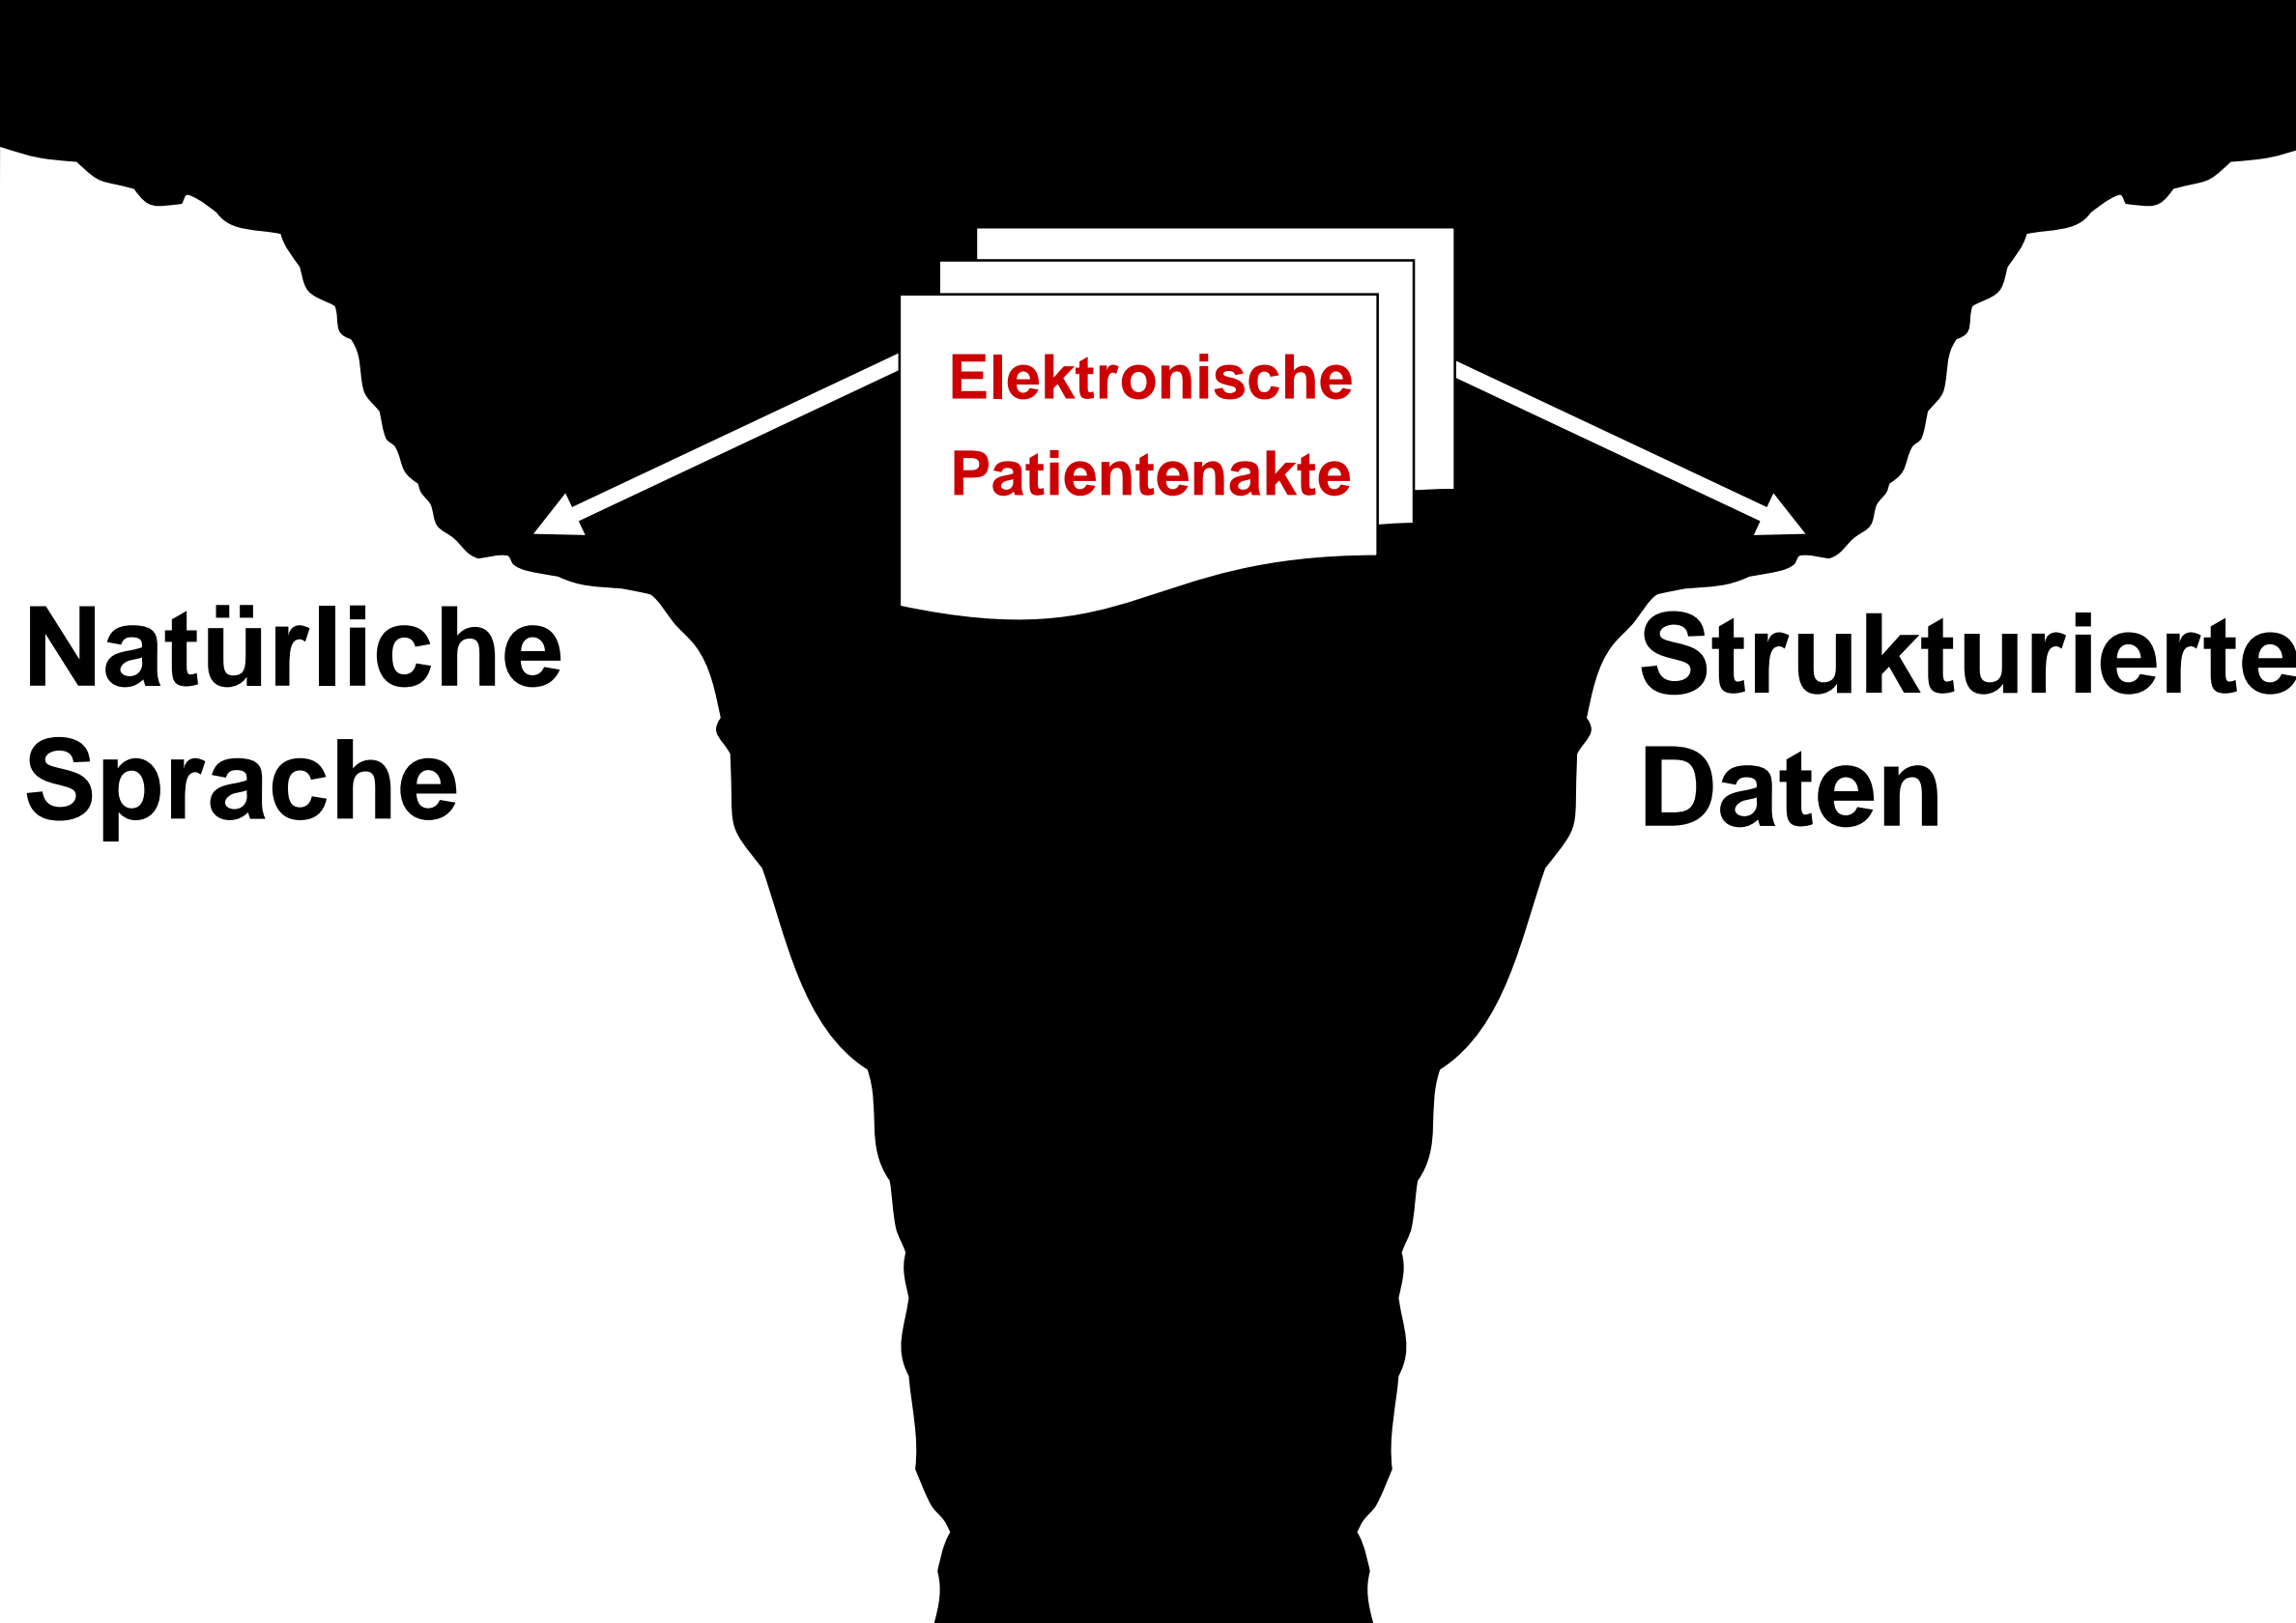 Elektronische
Patientenakte
Natürliche
Sprache
Strukturierte
Daten